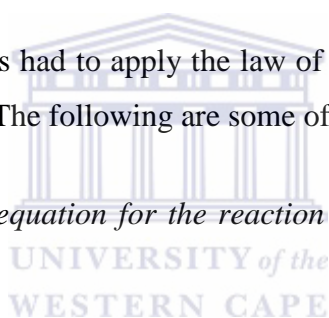 s had to apply the law of
The following are some of
equation for the reaction
UNIVERSITY of the
WESTERN CAPE